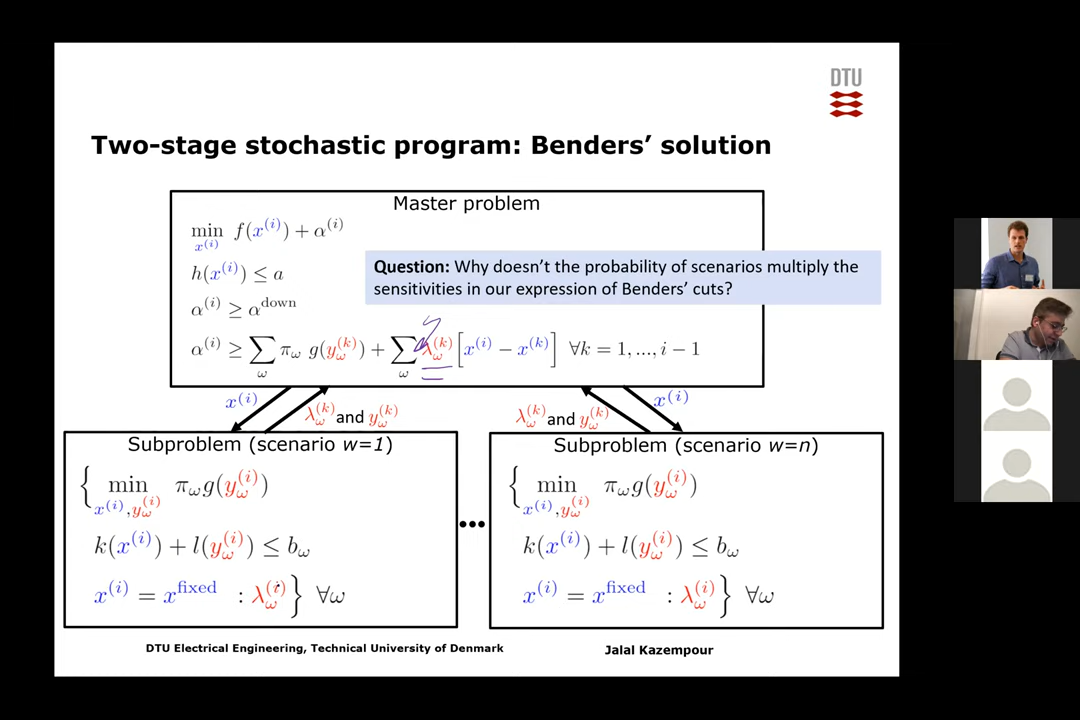 DTU
Two-stage stochastic program: Benders’ solution
Master problem
min f(x^(i)) + α^(i)
x^(i)
h(x^(i)) ≤ a
Question: Why doesn’t the probability of scenarios multiply the
sensitivities in our expression of Benders’ cuts?
α^(i) ≥ α^down
α^(i) ≥ ∑_ω π_ω g(y_ω^(k)) + ∑_ω λ_ω^(k) [x^(i) − x^(k)] ∀k = 1, ..., i − 1
x^(i)
λ_ω^(k) and y_ω^(k)
λ_ω^(k) and y_ω^(k)
x^(i)
Subproblem (scenario w=1)
{ min π_ω g(y_ω^(i))
x^(i), y_ω^(i)
k(x^(i)) + l(y_ω^(i)) ≤ b_ω
x^(i) = x^fixed : λ_ω^(i) } ∀ω
•••
Subproblem (scenario w=n)
{ min π_ω g(y_ω^(i))
x^(i), y_ω^(i)
k(x^(i)) + l(y_ω^(i)) ≤ b_ω
x^(i) = x^fixed : λ_ω^(i) } ∀ω
DTU Electrical Engineering, Technical University of Denmark
Jalal Kazempour